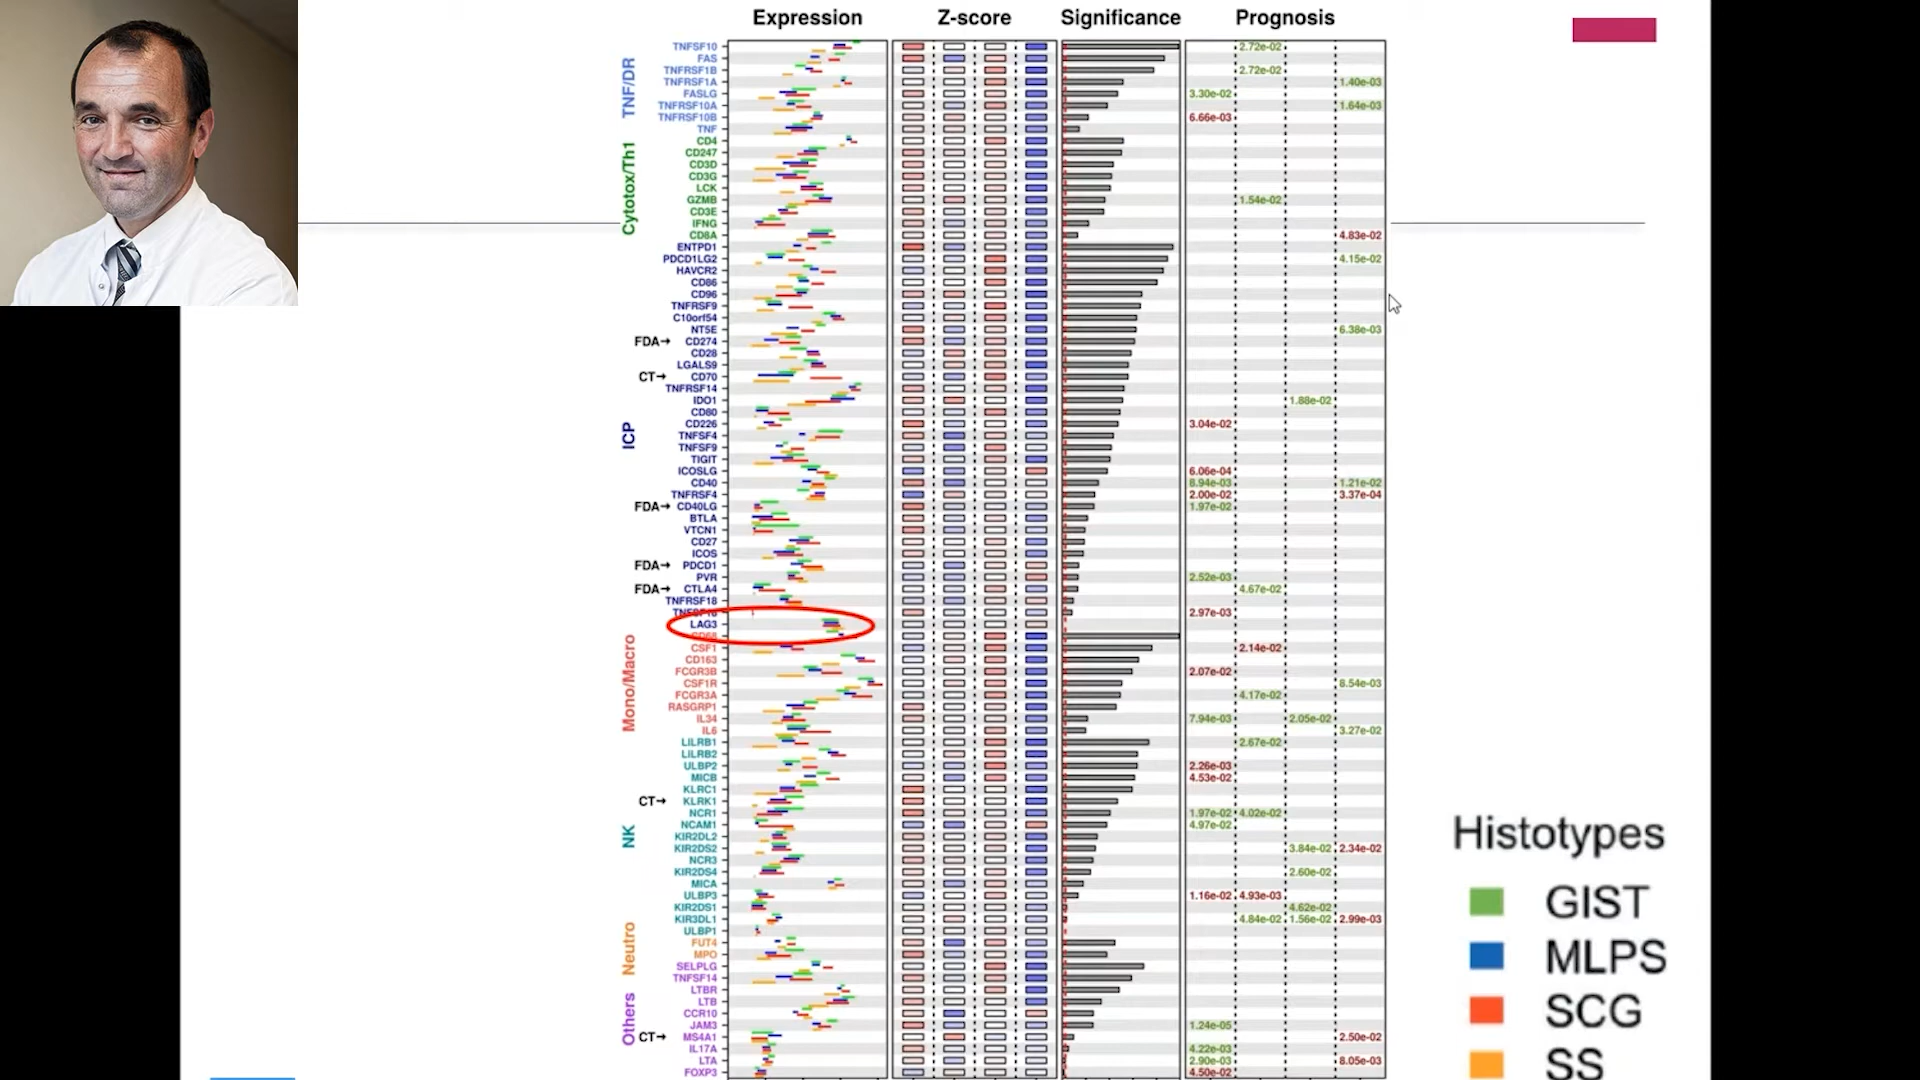 Expression Z-score Significance Prognosis
TNF/DR
TNFSF10 2.72e-02
FAS
TNFRSF1B 2.72e-02
TNFRSF1A 1.40e-03
FASLG 3.30e-02
TNFRSF10A 1.64e-03
TNFRSF10B 6.66e-03
TNF
Cytotox/Th1
CD4
CD247
CD3D
CD3G
LCK
GZMB 1.54e-02
CD3E
IFNG
CD8A 4.83e-02
ICP
ENTPD1
PDCD1LG2 4.15e-02
HAVCR2
CD86
CD96
TNFRSF9
C10orf54
NT5E 6.38e-03
FDA→ CD274
CD28
LGALS9
CT→ CD70
TNFRSF14
IDO1 1.88e-02
CD80
CD226 3.04e-02
TNFSF4
TNFSF9
TIGIT
ICOSLG 6.06e-04
CD40 8.94e-03 1.21e-02
TNFRSF4 2.00e-02 3.37e-04
FDA→ CD40LG 1.97e-02
BTLA
VTCN1
CD27
ICOS
FDA→ PDCD1
PVR 2.52e-03
FDA→ CTLA4 4.67e-02
TNFRSF18
TNFSF18 2.97e-03
LAG3
Mono/Macro
CD68
CSF1 2.14e-02
CD163
FCGR3B 2.07e-02
CSF1R 8.54e-03
FCGR3A 4.17e-02
RASGRP1
IL34 7.94e-03 2.05e-02
IL6 3.27e-02
NK
LILRB1 2.67e-02
LILRB2
ULBP2 2.26e-03
MICB 4.53e-02
KLRC1
CT→ KLRK1
NCR1 1.97e-02 4.02e-02
NCAM1 4.97e-02
KIR2DL2
KIR2DS2 3.84e-02 2.34e-02
NCR3
KIR2DS4 2.60e-02
MICA
ULBP3 1.16e-02 4.93e-03
KIR2DS1 4.62e-02
KIR3DL1 4.84e-02 1.56e-02 2.99e-03
ULBP1
Neutro
FUT4
MPO
Others
SELPLG
TNFSF14
LTBR
LTB
CCR10
JAM3 1.24e-05
CT→ MS4A1 2.50e-02
IL17A 4.22e-03
LTA 2.90e-03 8.05e-03
FOXP3 4.50e-02
Histotypes
GIST
MLPS
SCG
SS